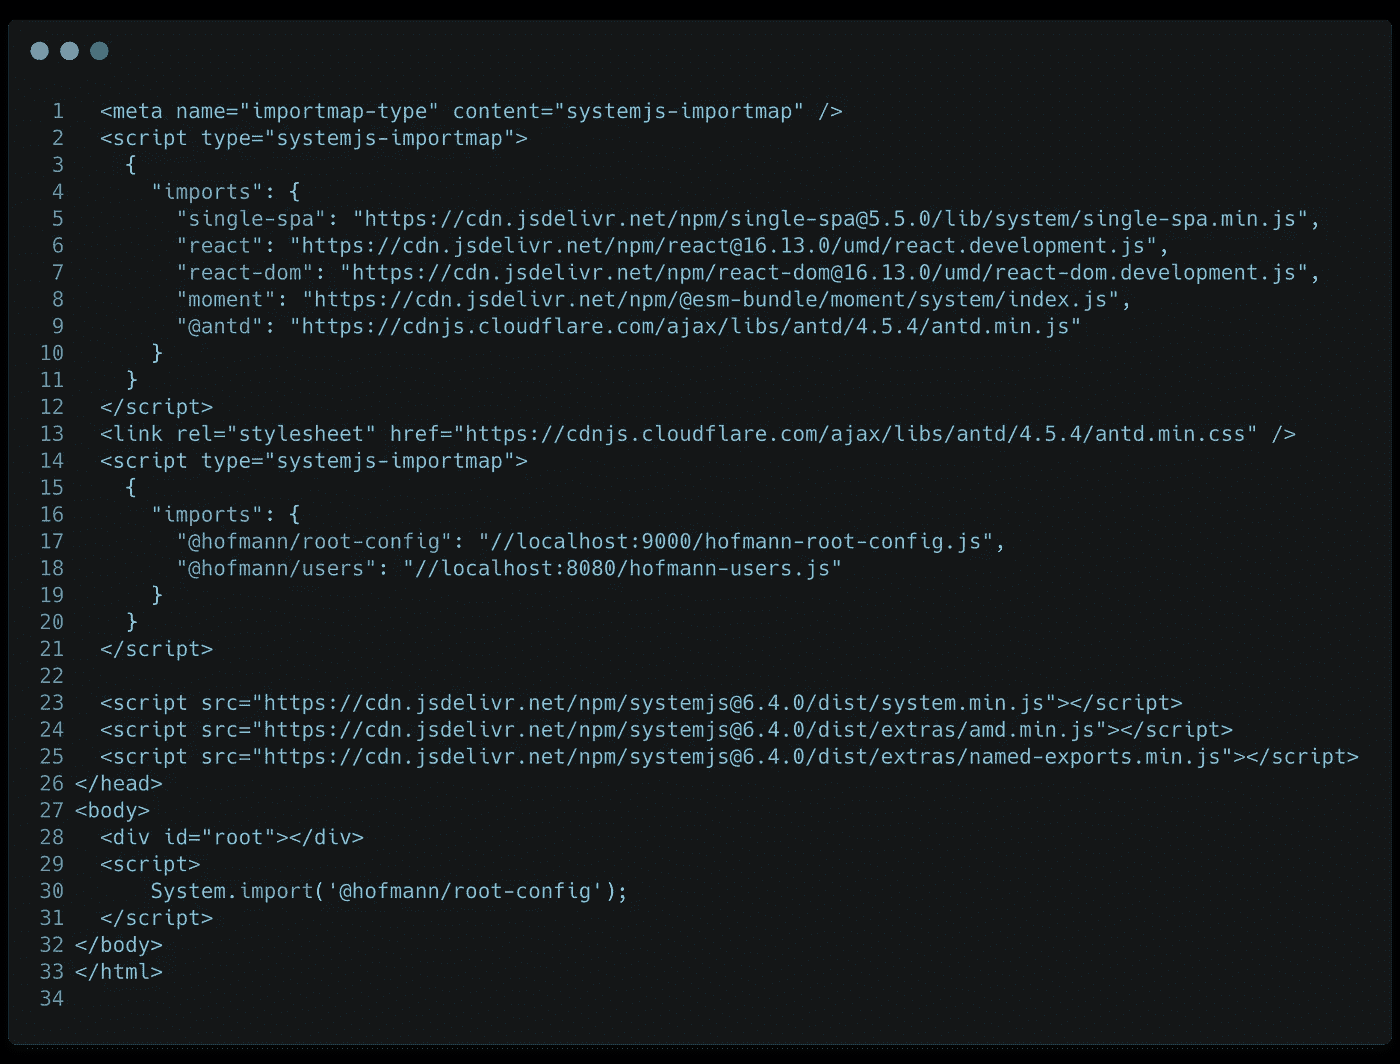 1 <meta name="importmap-type" content="systemjs-importmap" />
2 <script type="systemjs-importmap">
3 {
4 "imports": {
5 "single-spa": "https://cdn.jsdelivr.net/npm/single-spa@5.5.0/lib/system/single-spa.min.js",
6 "react": "https://cdn.jsdelivr.net/npm/react@16.13.0/umd/react.development.js",
7 "react-dom": "https://cdn.jsdelivr.net/npm/react-dom@16.13.0/umd/react-dom.development.js",
8 "moment": "https://cdn.jsdelivr.net/npm/@esm-bundle/moment/system/index.js",
9 "@antd": "https://cdnjs.cloudflare.com/ajax/libs/antd/4.5.4/antd.min.js"
10 }
11 }
12 </script>
13 <link rel="stylesheet" href="https://cdnjs.cloudflare.com/ajax/libs/antd/4.5.4/antd.min.css" />
14 <script type="systemjs-importmap">
15 {
16 "imports": {
17 "@hofmann/root-config": "//localhost:9000/hofmann-root-config.js",
18 "@hofmann/users": "//localhost:8080/hofmann-users.js"
19 }
20 }
21 </script>
22
23 <script src="https://cdn.jsdelivr.net/npm/systemjs@6.4.0/dist/system.min.js"></script>
24 <script src="https://cdn.jsdelivr.net/npm/systemjs@6.4.0/dist/extras/amd.min.js"></script>
25 <script src="https://cdn.jsdelivr.net/npm/systemjs@6.4.0/dist/extras/named-exports.min.js"></script>
26 </head>
27 <body>
28 <div id="root"></div>
29 <script>
30 System.import('@hofmann/root-config');
31 </script>
32 </body>
33 </html>
34